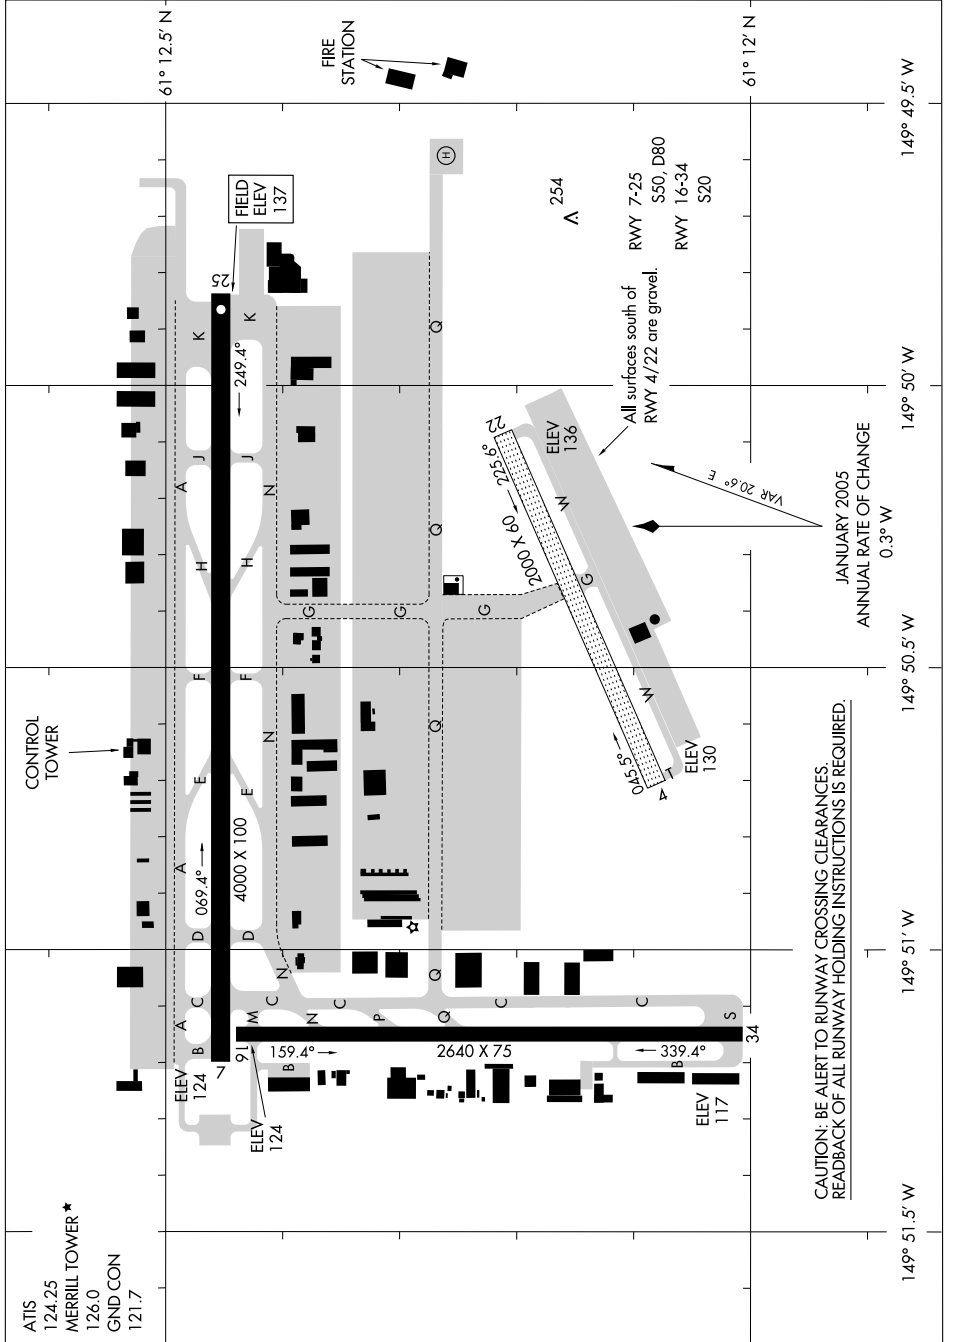 ATIS
124.25
MERRILL TOWER
126.0
GND CON
121.7
CONTROL
TOWER
FIRE
STATION
61° 12.5' N
61° 12' N
149° 49.5' W
149° 50' W
149° 50.5' W
149° 51' W
149° 51.5' W
FIELD
ELEV
137
25
K
K
249.4°
J
J
A
N
H
H
F
F
N
E
E
A
069.4°
4000 X 100
D
D
N
C
C
A
B
7
ELEV
124
M
16
ELEV
124
159.4°
B
N
C
P
Q
Q
C
2640 X 75
339.4°
C
B
S
34
ELEV
117
H
Q
Q
Q
G
G
G
G
22
225.6°
2000 X 60
045.5°
4
L
W
W
ELEV
136
ELEV
130
254
RWY 7-25
S50, D80
RWY 16-34
S20
All surfaces south of
RWY 4/22 are gravel.
VAR 20.6° E
JANUARY 2005
ANNUAL RATE OF CHANGE
0.3° W
CAUTION: BE ALERT TO RUNWAY CROSSING CLEARANCES.
READBACK OF ALL RUNWAY HOLDING INSTRUCTIONS IS REQUIRED.